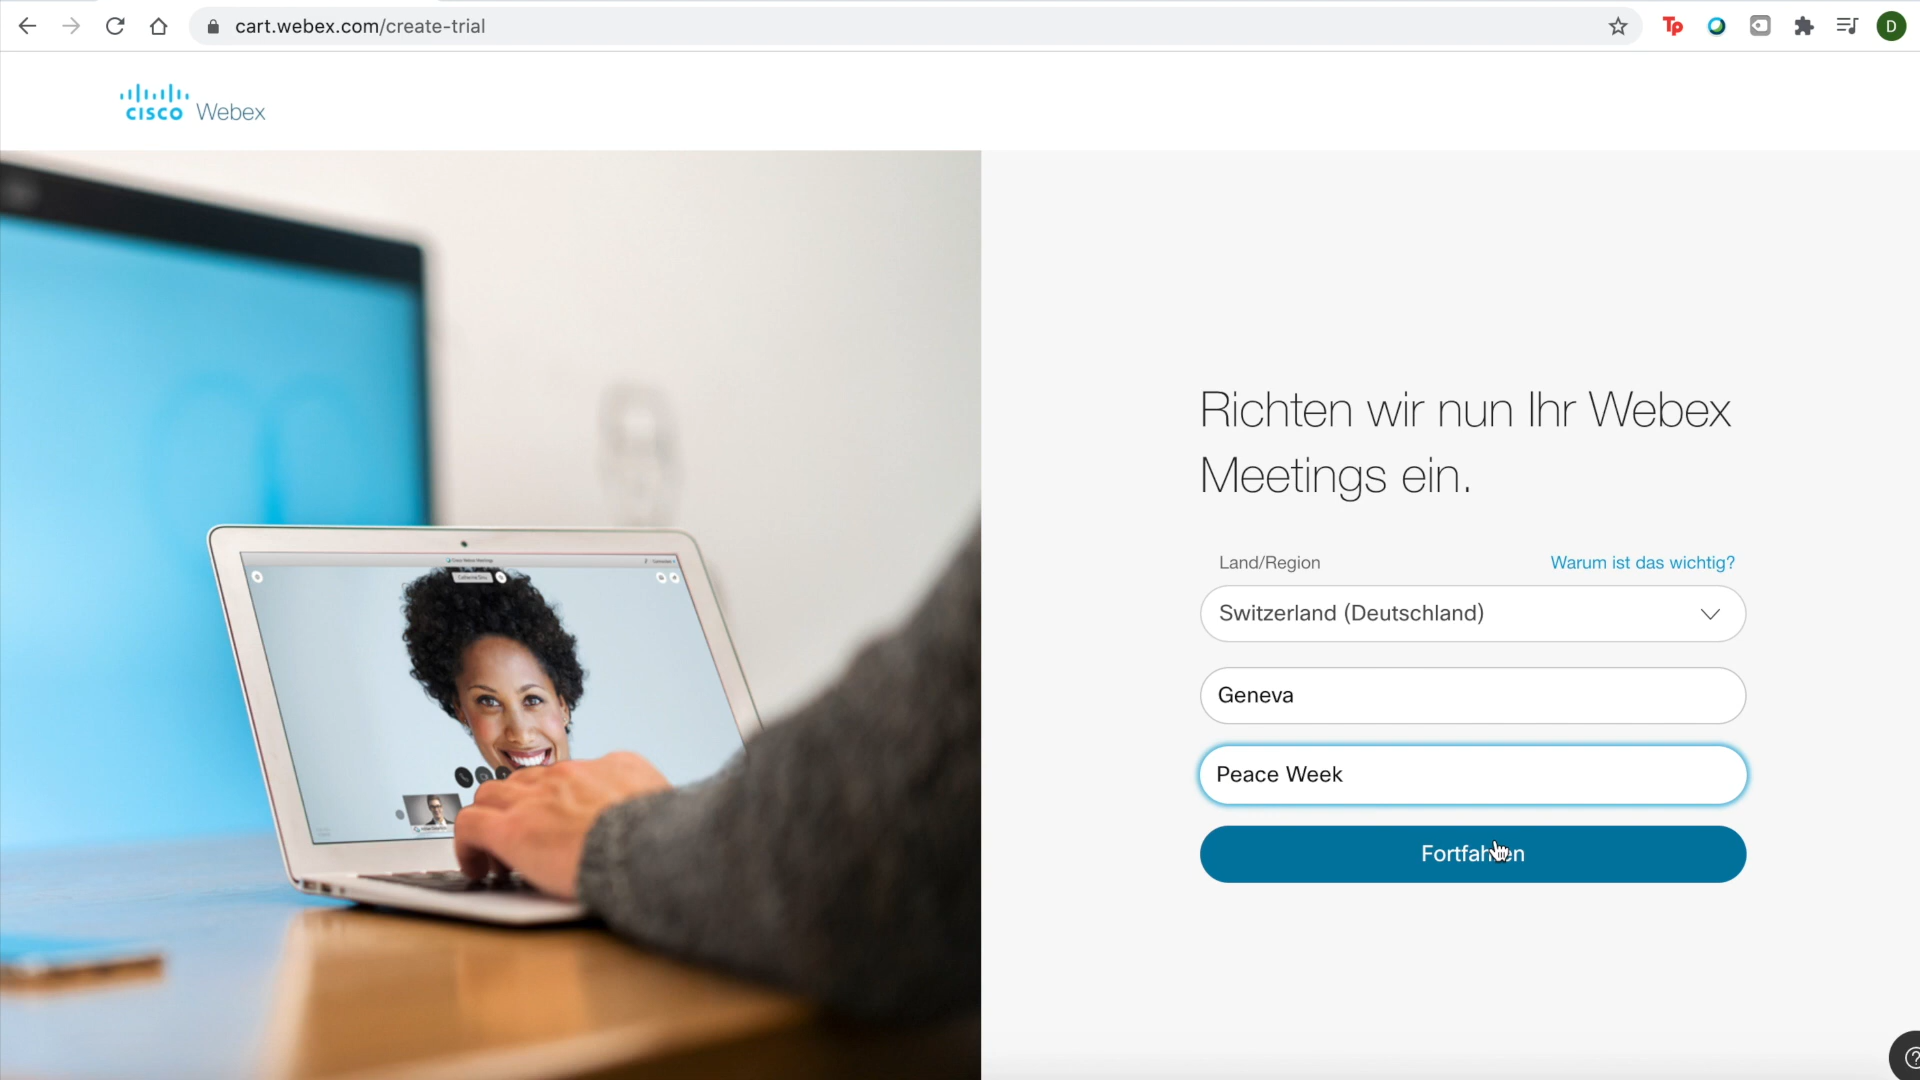 cart.webex.com/create-trial
Tp
D
CISCO Webex
Richten wir nun Ihr Webex
Meetings ein.
Land/Region
Warum ist das wichtig?
Switzerland (Deutschland)
Geneva
Peace Week
Fortfahren
?